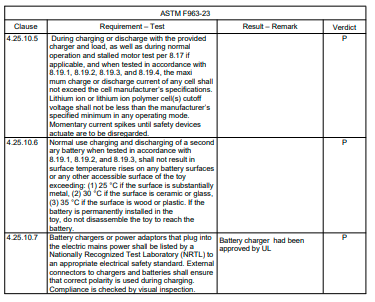 ASTM F963-23
Clause Requirement – Test Result – Remark Verdict
4.25.10.5 During charging or discharge with the provided P
charger and load, as well as during normal
operation and stalled motor test per 8.17 if
applicable, and when tested in accordance with
8.19.1, 8.19.2, 8.19.3, and 8.19.4, the maxi
mum charge or discharge current of any cell shall
not exceed the cell manufacturer's specifications.
Lithium ion or lithium ion polymer cell(s) cutoff
voltage shall not be less than the manufacturer's
specified minimum in any operating mode.
Momentary current spikes until safety devices
actuate are to be disregarded.
4.25.10.6 Normal use charging and discharging of a second P
ary battery when tested in accordance with
8.19.1, 8.19.2, and 8.19.3, shall not result in
surface temperature rises on any battery surfaces
or any other accessible surface of the toy
exceeding: (1) 25 °C if the surface is substantially
metal, (2) 30 °C if the surface is ceramic or glass,
(3) 35 °C if the surface is wood or plastic. If the
battery is permanently installed in the
toy, do not disassemble the toy to reach the
battery.
4.25.10.7 Battery chargers or power adaptors that plug into P
the electric mains power shall be listed by a Battery charger had been
Nationally Recognized Test Laboratory (NRTL) to approved by UL
an appropriate electrical safety standard. External
connectors to chargers and batteries shall ensure
that correct polarity is used during charging.
Compliance is checked by visual inspection.